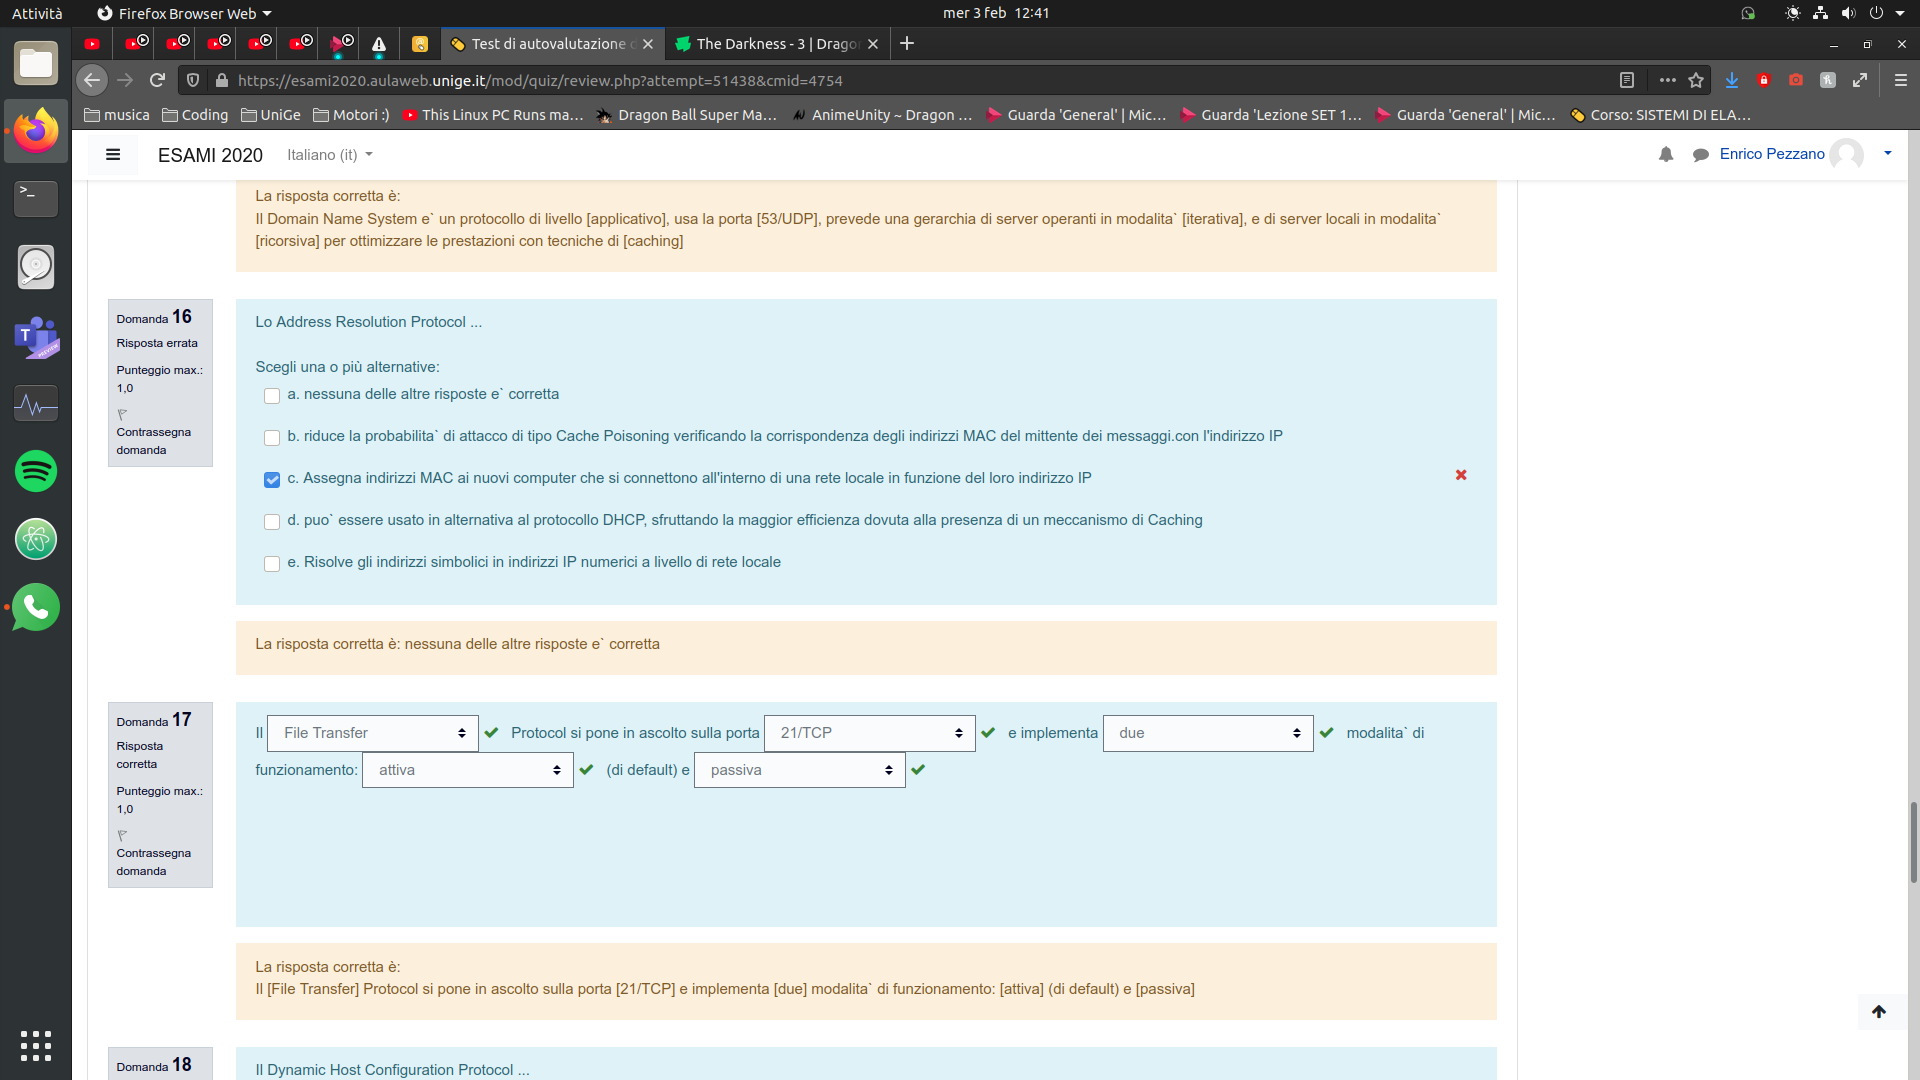 Attività
Firefox Browser Web
mer 3 feb 12:41
Test di autovalutazione
The Darkness - 3 | Drago
https://esami2020.aulaweb.unige.it/mod/quiz/review.php?attempt=51438&cmid=4754
musica
Coding
UniGe
Motori :)
This Linux PC Runs ma…
Dragon Ball Super Ma…
AnimeUnity ~ Dragon …
Guarda 'General' | Mic…
Guarda 'Lezione SET 1…
Guarda 'General' | Mic…
Corso: SISTEMI DI ELA…
ESAMI 2020
Italiano (it)
Enrico Pezzano
La risposta corretta è:
Il Domain Name System e` un protocollo di livello [applicativo], usa la porta [53/UDP], prevede una gerarchia di server operanti in modalita` [iterativa], e di server locali in modalita`
[ricorsiva] per ottimizzare le prestazioni con tecniche di [caching]
Domanda 16
Risposta errata
Punteggio max.:
1,0
Contrassegna
domanda
Lo Address Resolution Protocol ...
Scegli una o più alternative:
a. nessuna delle altre risposte e` corretta
b. riduce la probabilita` di attacco di tipo Cache Poisoning verificando la corrispondenza degli indirizzi MAC del mittente dei messaggi.con l'indirizzo IP
c. Assegna indirizzi MAC ai nuovi computer che si connettono all'interno di una rete locale in funzione del loro indirizzo IP
d. puo` essere usato in alternativa al protocollo DHCP, sfruttando la maggior efficienza dovuta alla presenza di un meccanismo di Caching
e. Risolve gli indirizzi simbolici in indirizzi IP numerici a livello di rete locale
La risposta corretta è: nessuna delle altre risposte e` corretta
Domanda 17
Risposta
corretta
Punteggio max.:
1,0
Contrassegna
domanda
Il File Transfer Protocol si pone in ascolto sulla porta 21/TCP e implementa due modalita` di
funzionamento: attiva (di default) e passiva
La risposta corretta è:
Il [File Transfer] Protocol si pone in ascolto sulla porta [21/TCP] e implementa [due] modalita` di funzionamento: [attiva] (di default) e [passiva]
Domanda 18
Il Dynamic Host Configuration Protocol ...